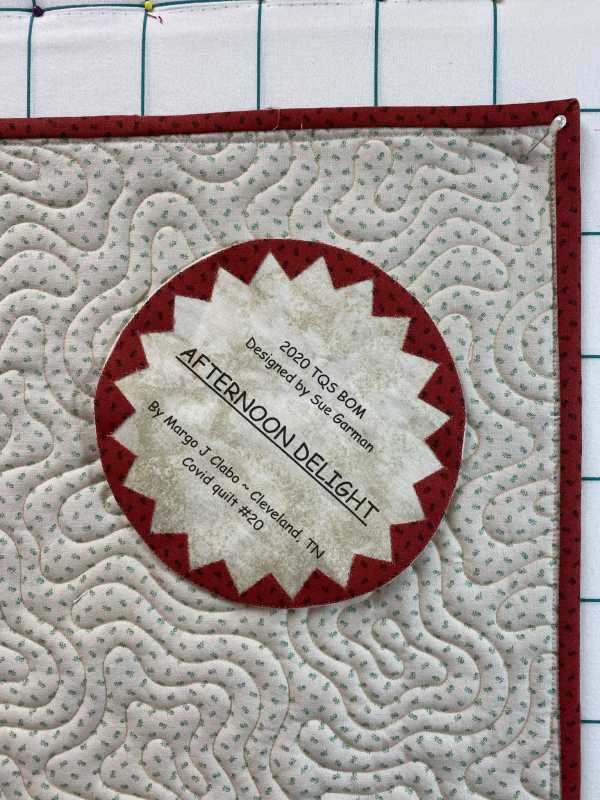 2020 TQS BOM
Designed by Sue Garman
AFTERNOON DELIGHT
By Margo J Clabo ~ Cleveland, TN
Covid quilt #20